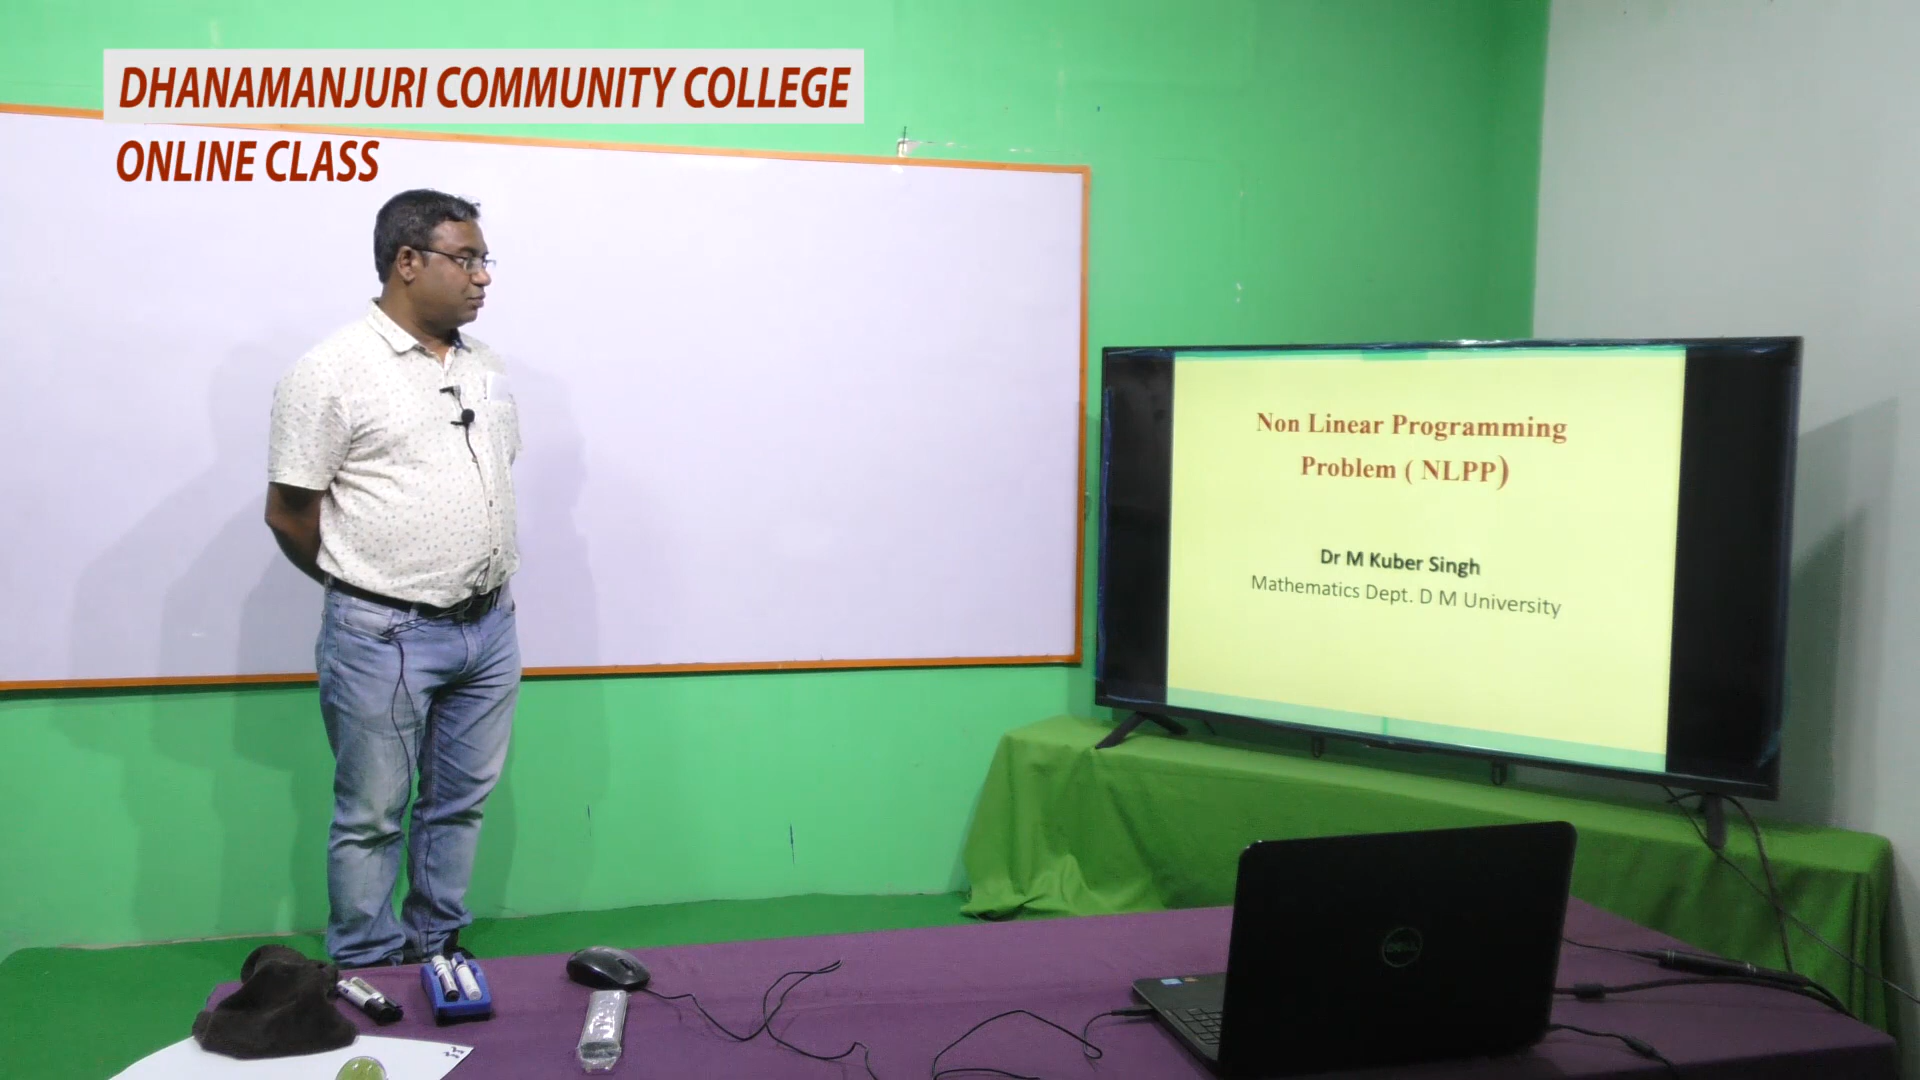 DHANAMANJURI COMMUNITY COLLEGE
ONLINE CLASS
Non Linear Programming
Problem ( NLPP)
Dr M Kuber Singh
Mathematics Dept. D M University
DELL